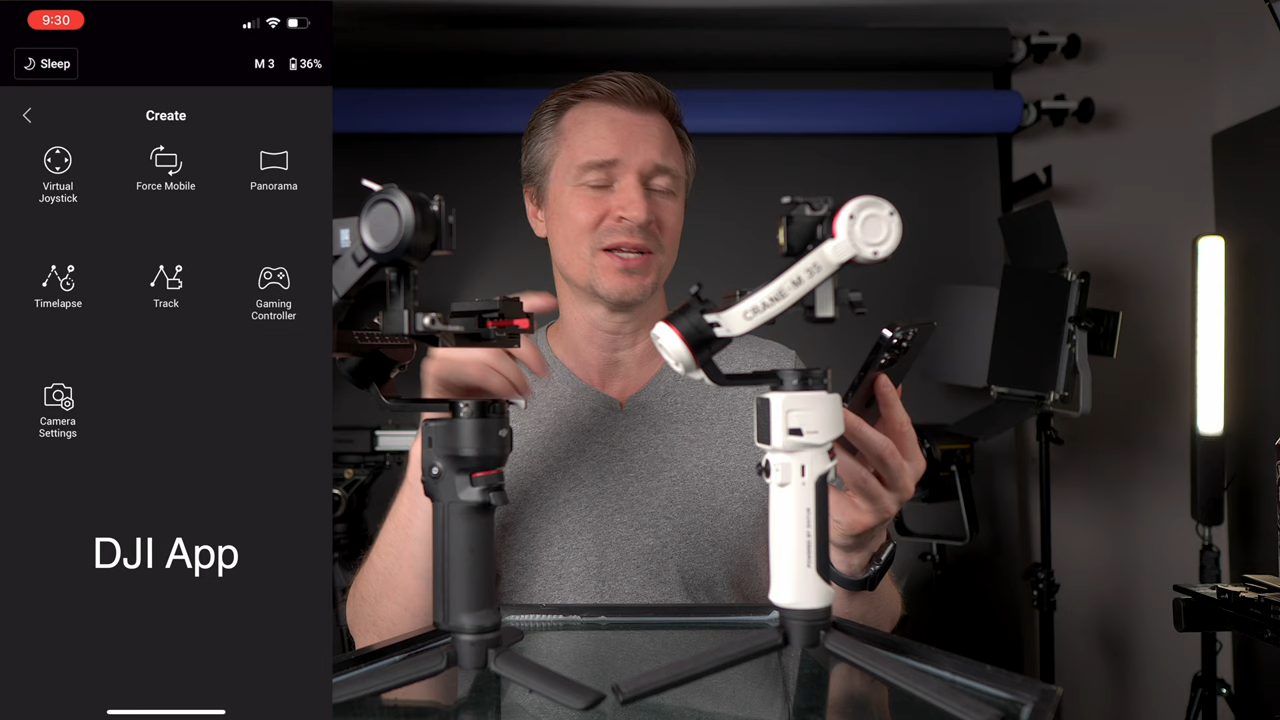 9:30
Sleep
M 3
36%
Create
Virtual
Joystick
Force Mobile
Panorama
Timelapse
Track
Gaming
Controller
Camera
Settings
DJI App
CRANE-M 3S